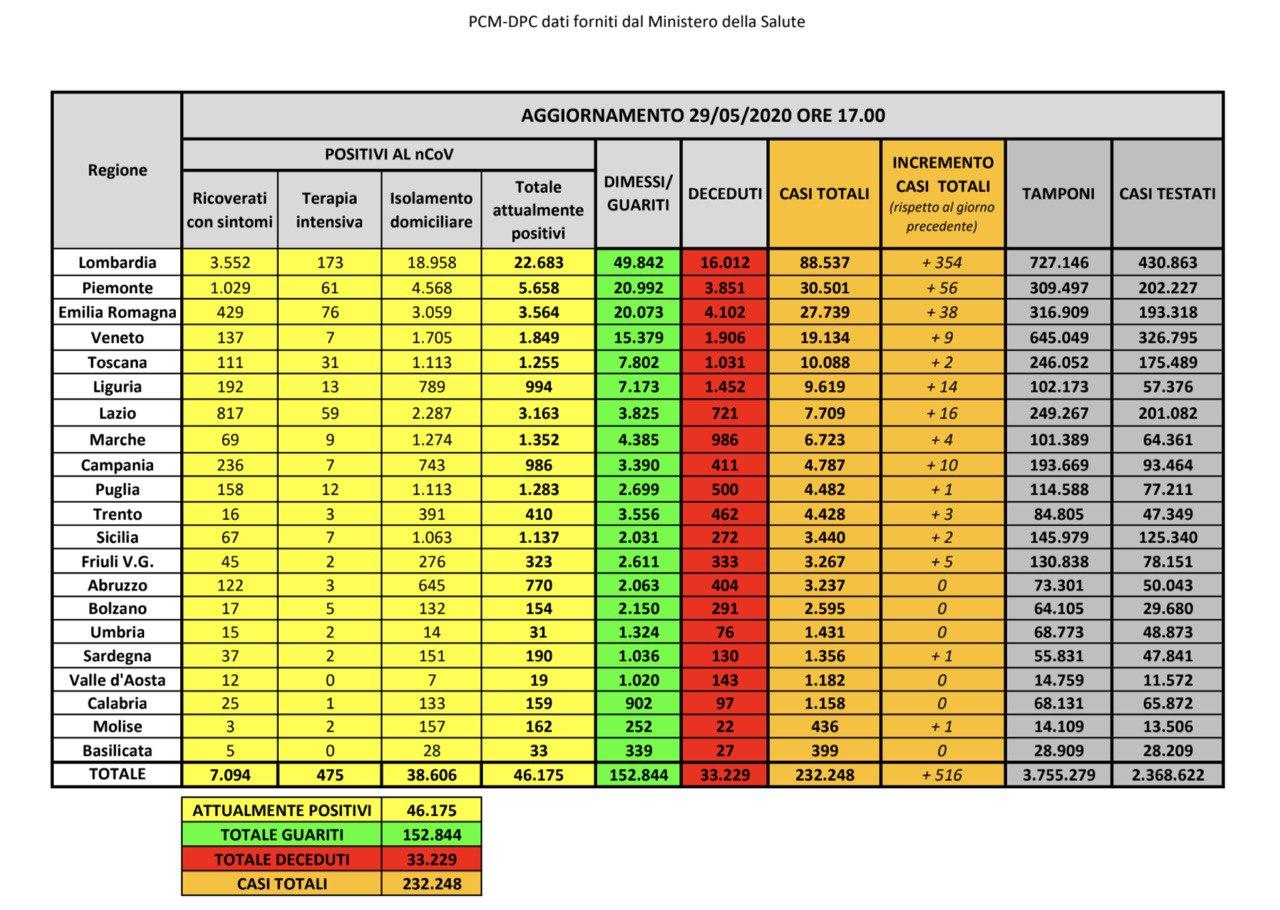 PCM-DPC dati forniti dal Ministero della Salute
AGGIORNAMENTO 29/05/2020 ORE 17.00
Regione
POSITIVI AL nCoV
Ricoverati con sintomi
Terapia intensiva
Isolamento domiciliare
Totale attualmente positivi
DIMESSI/ GUARITI
DECEDUTI
CASI TOTALI
INCREMENTO CASI TOTALI (rispetto al giorno precedente)
TAMPONI
CASI TESTATI
Lombardia 3.552 173 18.958 22.683 49.842 16.012 88.537 + 354 727.146 430.863
Piemonte 1.029 61 4.568 5.658 20.992 3.851 30.501 + 56 309.497 202.227
Emilia Romagna 429 76 3.059 3.564 20.073 4.102 27.739 + 38 316.909 193.318
Veneto 137 7 1.705 1.849 15.379 1.906 19.134 + 9 645.049 326.795
Toscana 111 31 1.113 1.255 7.802 1.031 10.088 + 2 246.052 175.489
Liguria 192 13 789 994 7.173 1.452 9.619 + 14 102.173 57.376
Lazio 817 59 2.287 3.163 3.825 721 7.709 + 16 249.267 201.082
Marche 69 9 1.274 1.352 4.385 986 6.723 + 4 101.389 64.361
Campania 236 7 743 986 3.390 411 4.787 + 10 193.669 93.464
Puglia 158 12 1.113 1.283 2.699 500 4.482 + 1 114.588 77.211
Trento 16 3 391 410 3.556 462 4.428 + 3 84.805 47.349
Sicilia 67 7 1.063 1.137 2.031 272 3.440 + 2 145.979 125.340
Friuli V.G. 45 2 276 323 2.611 333 3.267 + 5 130.838 78.151
Abruzzo 122 3 645 770 2.063 404 3.237 0 73.301 50.043
Bolzano 17 5 132 154 2.150 291 2.595 0 64.105 29.680
Umbria 15 2 14 31 1.324 76 1.431 0 68.773 48.873
Sardegna 37 2 151 190 1.036 130 1.356 + 1 55.831 47.841
Valle d'Aosta 12 0 7 19 1.020 143 1.182 0 14.759 11.572
Calabria 25 1 133 159 902 97 1.158 0 68.131 65.872
Molise 3 2 157 162 252 22 436 + 1 14.109 13.506
Basilicata 5 0 28 33 339 27 399 0 28.909 28.209
TOTALE 7.094 475 38.606 46.175 152.844 33.229 232.248 + 516 3.755.279 2.368.622
ATTUALMENTE POSITIVI 46.175
TOTALE GUARITI 152.844
TOTALE DECEDUTI 33.229
CASI TOTALI 232.248